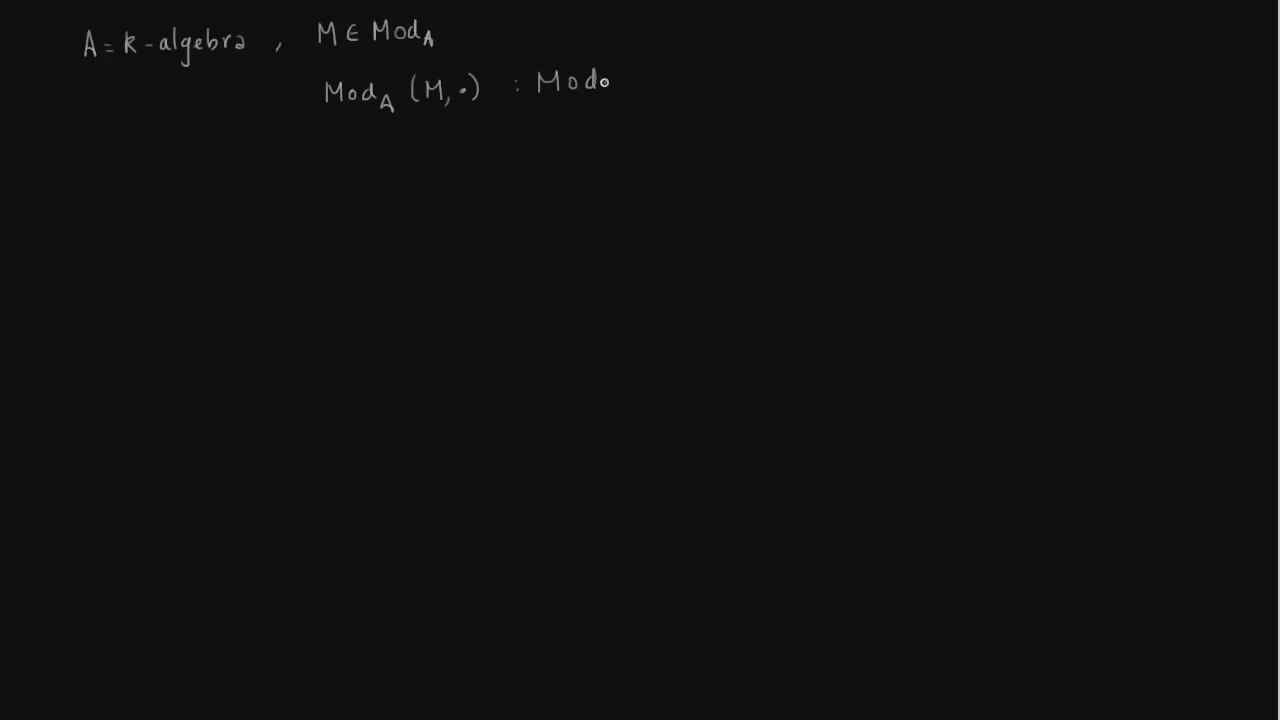 A = k - algebra , M ∈ Mod_A
Mod_A (M, •) : Mod